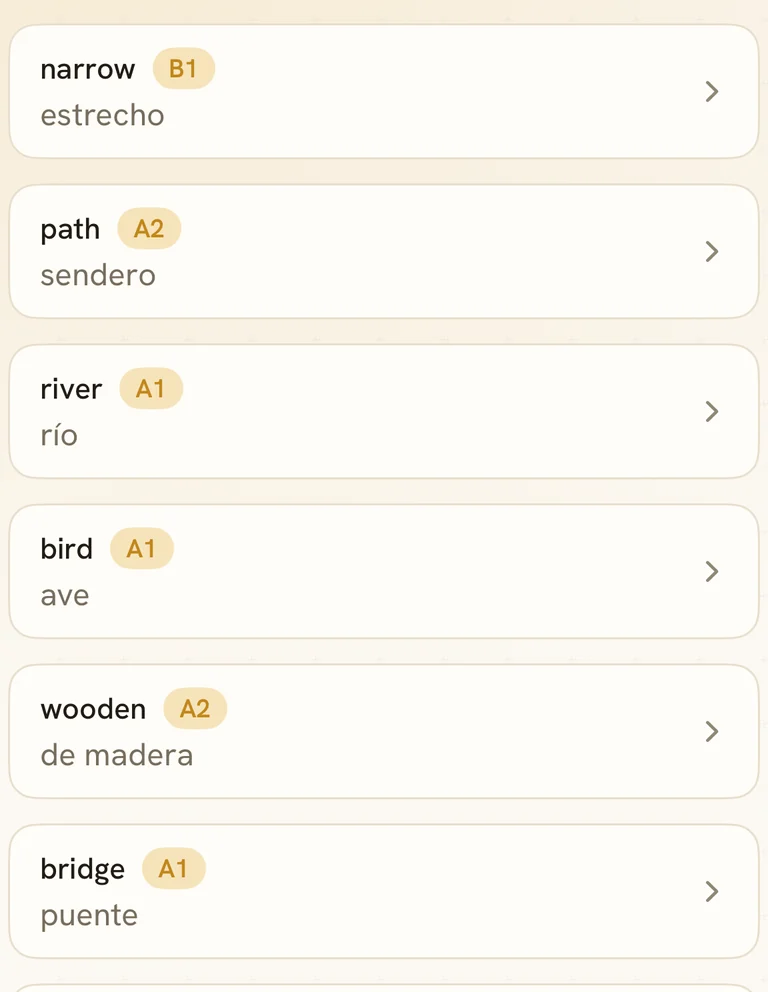 narrow B1
estrecho
path A2
sendero
river A1
río
bird A1
ave
wooden A2
de madera
bridge A1
puente